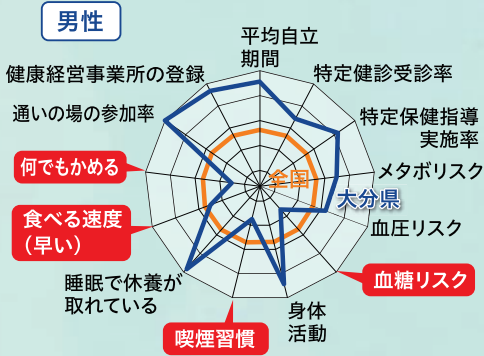 男性
平均自立
期間
特定健診受診率
特定保健指導
実施率
メタボリスク
血圧リスク
血糖リスク
身体
活動
喫煙習慣
睡眠で休養が
取れている
食べる速度
（早い）
何でもかめる
通いの場の参加率
健康経営事業所の登録
全国
大分県